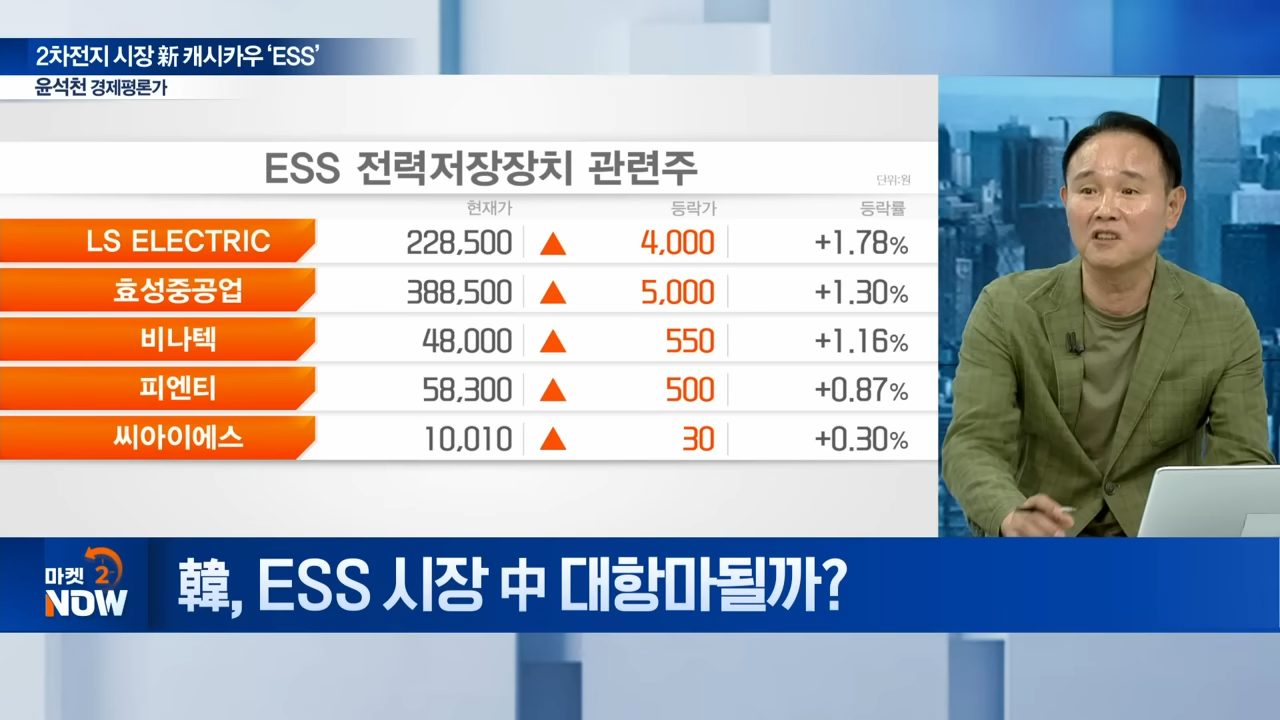 2차전지 시장 新 캐시카우 ‘ESS’
윤석천 경제평론가
ESS 전력저장장치 관련주
단위:원
현재가 등락가 등락률
LS ELECTRIC 228,500 ▲ 4,000 +1.78%
효성중공업 388,500 ▲ 5,000 +1.30%
비나텍 48,000 ▲ 550 +1.16%
피엔티 58,300 ▲ 500 +0.87%
씨아이에스 10,010 ▲ 30 +0.30%
마켓 2
NOW
韓, ESS 시장 中 대항마될까?